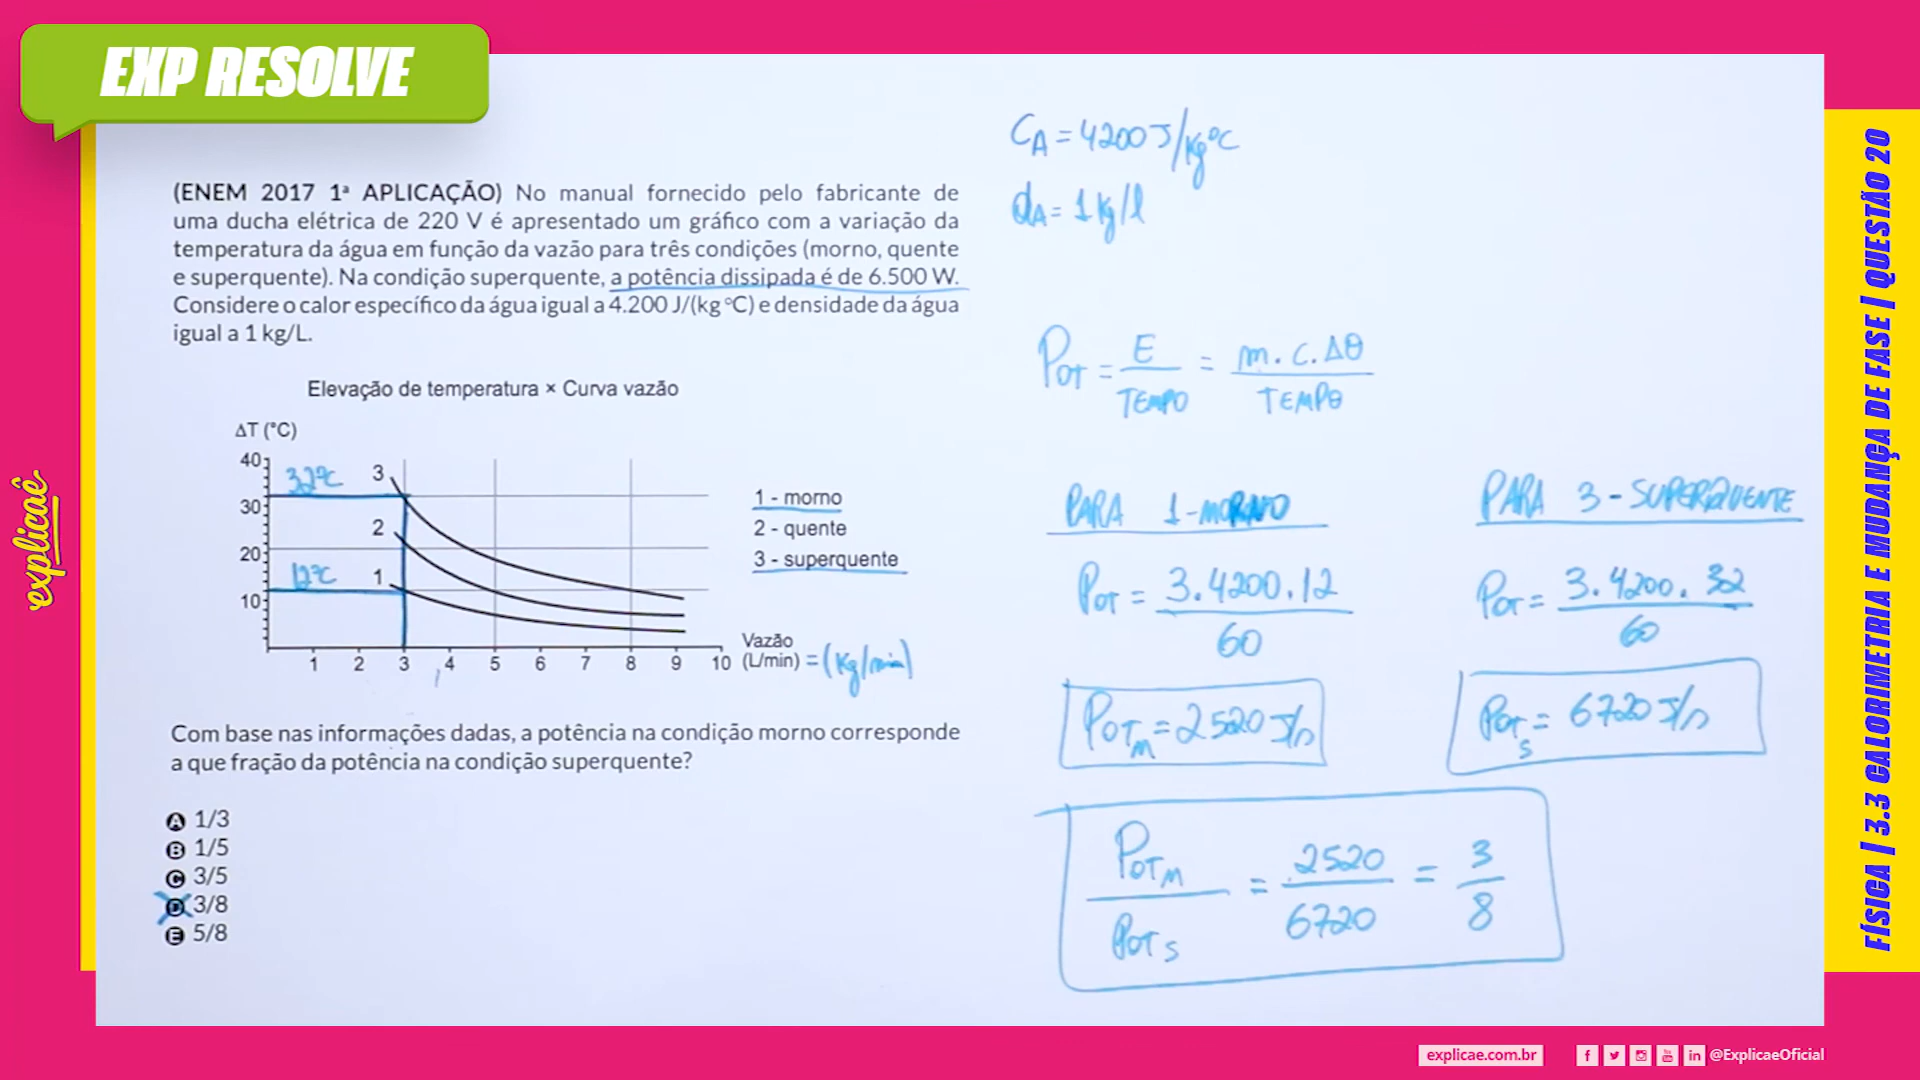 EXP RESOLVE
(ENEM 2017 1ª APLICAÇÃO) No manual fornecido pelo fabricante de
uma ducha elétrica de 220 V é apresentado um gráfico com a variação da
temperatura da água em função da vazão para três condições (morno, quente
e superquente). Na condição superquente, a potência dissipada é de 6.500 W.
Considere o calor específico da água igual a 4.200 J/(kg °C) e densidade da água
igual a 1 kg/L.
Elevação de temperatura × Curva vazão
ΔT (°C)
40
30
20
10
32°C
12°C
3
2
1
1 2 3 4 5 6 7 8 9 10
Vazão
(L/min) = (Kg/min)
1 - morno
2 - quente
3 - superquente
Com base nas informações dadas, a potência na condição morno corresponde
a que fração da potência na condição superquente?
A 1/3
B 1/5
C 3/5
D 3/8
E 5/8
CA = 4200 J/kg°C
dA = 1 kg/l
POT = E/TEMPO = m.c.Δθ/TEMPO
PARA 1-MORNO
POT = 3.4200.12/60
POTM = 2520 J/s
PARA 3-SUPERQUENTE
POT = 3.4200.32/60
POTS = 6720 J/s
POTM/POTS = 2520/6720 = 3/8
explicaê
FÍSICA | 3.3 CALORIMETRIA E MUDANÇA DE FASE | QUESTÃO 20
explicae.com.br
@ExplicaeOficial